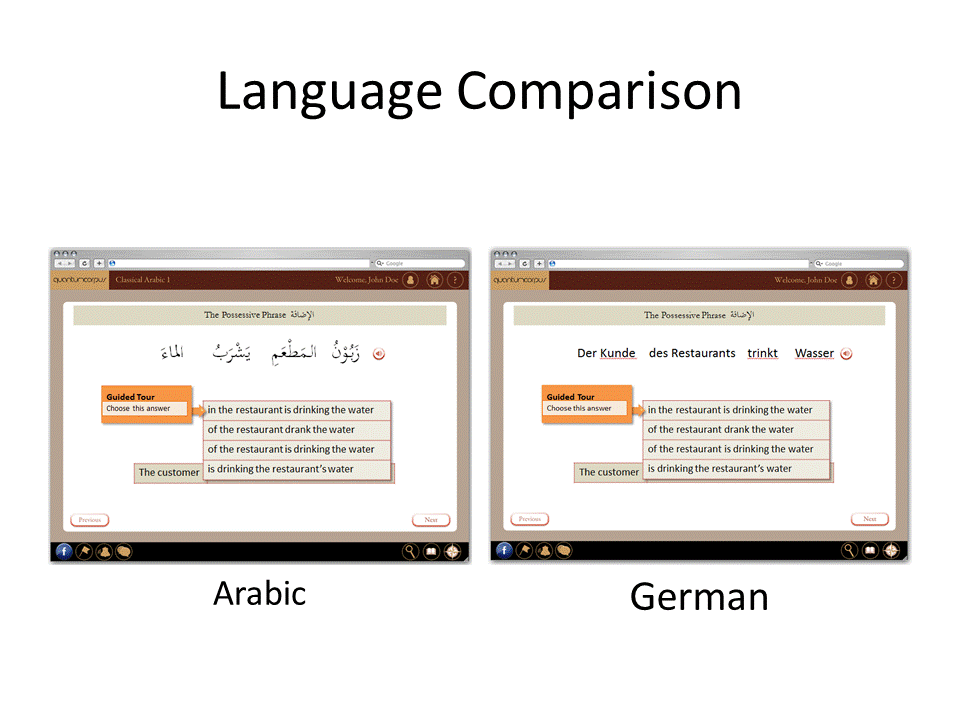 Language Comparison
Google
quantumcorpus
Classical Arabic I
Welcome, John Doe
?
The Possessive Phrase الإضافة
زَبُوْنُ المَطْعَمِ يَشْرَبُ الماءَ
Guided Tour
Choose this answer
in the restaurant is drinking the water
of the restaurant drank the water
of the restaurant is drinking the water
is drinking the restaurant's water
The customer
Previous
Next
f
Arabic
Google
quantumcorpus
Welcome, John Doe
?
The Possessive Phrase الإضافة
Der Kunde des Restaurants trinkt Wasser
Guided Tour
Choose this answer
in the restaurant is drinking the water
of the restaurant drank the water
of the restaurant is drinking the water
is drinking the restaurant's water
The customer
Previous
Next
f
German